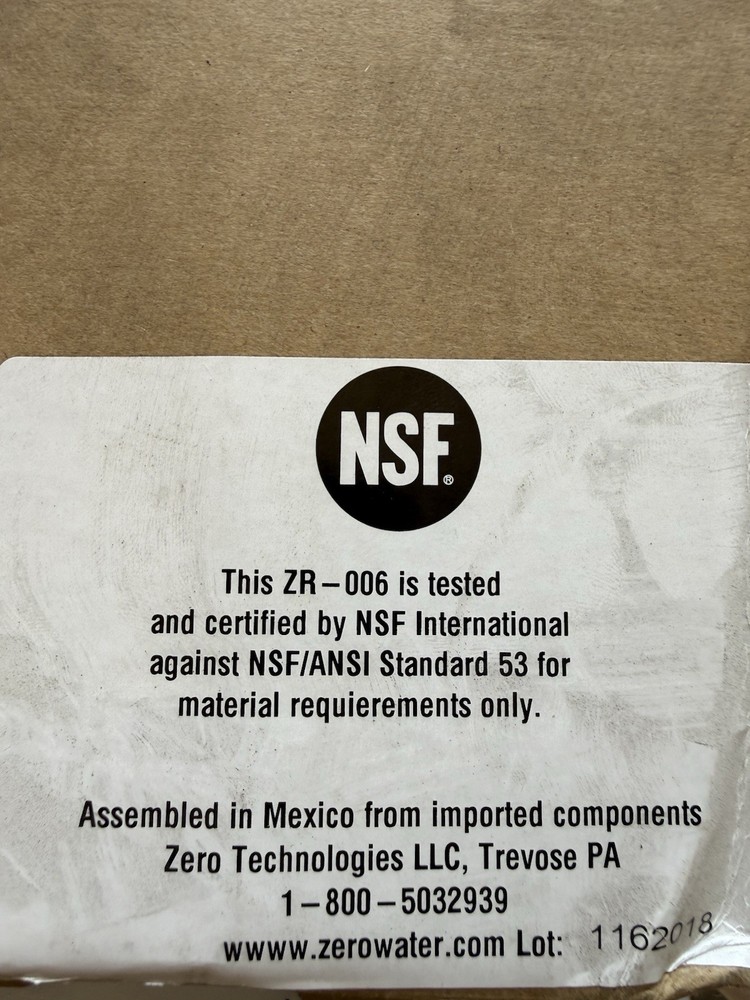 NSF®
This ZR–006 is tested
and certified by NSF International
against NSF/ANSI Standard 53 for
material requierements only.
Assembled in Mexico from imported components
Zero Technologies LLC, Trevose PA
1–800–5032939
wwww.zerowater.com Lot: 1162018